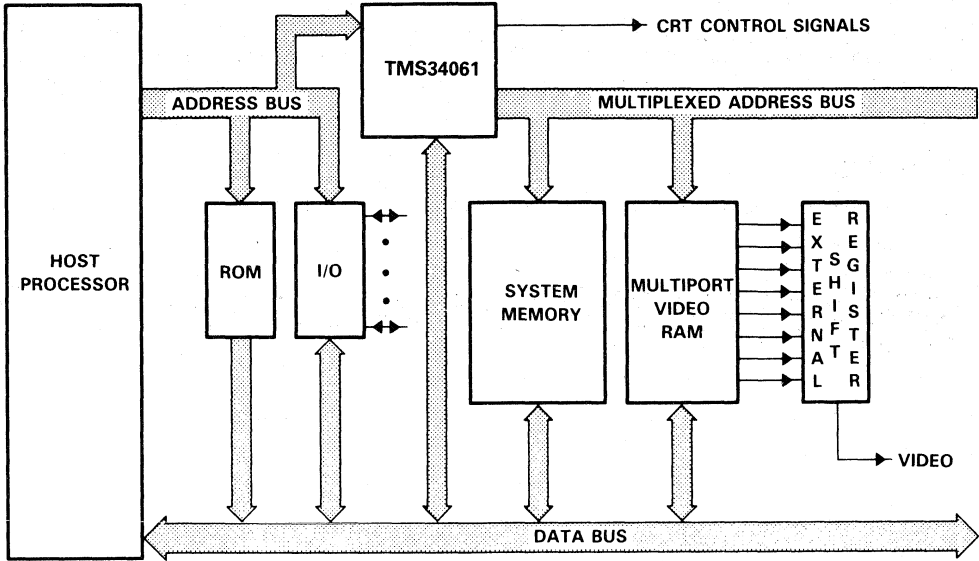 CRT CONTROL SIGNALS
TMS34061
ADDRESS BUS
MULTIPLEXED ADDRESS BUS
HOST
PROCESSOR
ROM
I/O
SYSTEM
MEMORY
MULTIPORT
VIDEO
RAM
EXTERNAL
SHIFT
REGISTER
VIDEO
DATA BUS